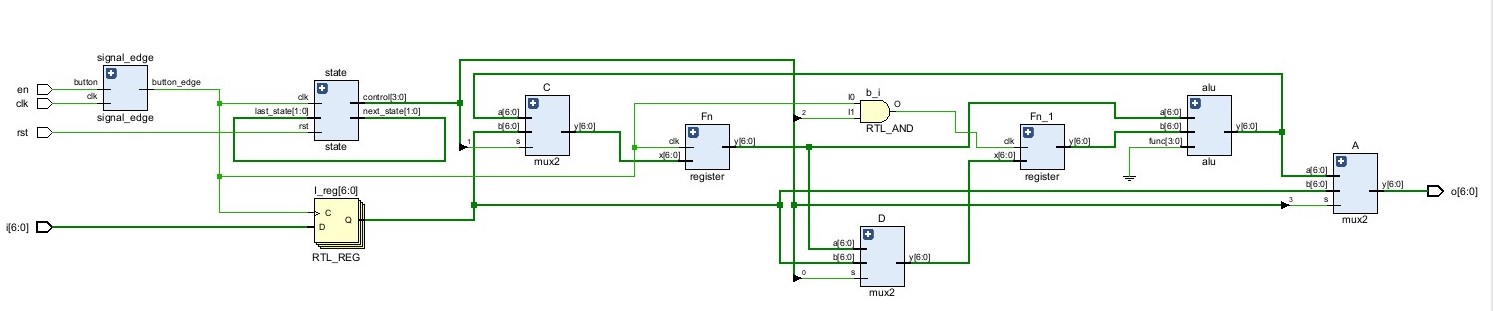 signal_edge
button
clk
button_edge
signal_edge
en
clk
rst
i[6:0]
state
clk
last_state[1:0]
rst
control[3:0]
next_state[1:0]
state
I_reg[6:0]
C
D
Q
RTL_REG
C
a[6:0]
b[6:0]
s
y[6:0]
mux2
1
Fn
clk
x[6:0]
y[6:0]
register
b_i
I0
I1
O
RTL_AND
2
D
a[6:0]
b[6:0]
s
y[6:0]
mux2
0
Fn_1
clk
x[6:0]
y[6:0]
register
alu
a[6:0]
b[6:0]
func[3:0]
y[6:0]
alu
A
a[6:0]
b[6:0]
s
y[6:0]
mux2
3
o[6:0]